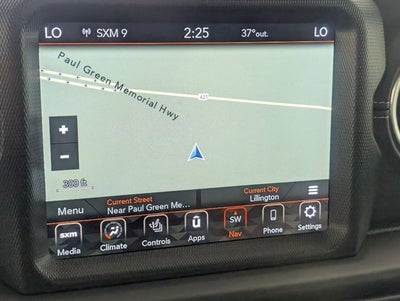 LO SXM 9 2:25 37°out. LO
Paul Green Memorial Hwy
421
+
-
300 ft
Current Street
Current City
Menu Near Paul Green Me... Lillington
sxm
SW
Media Climate Controls Apps Nav Phone Settings